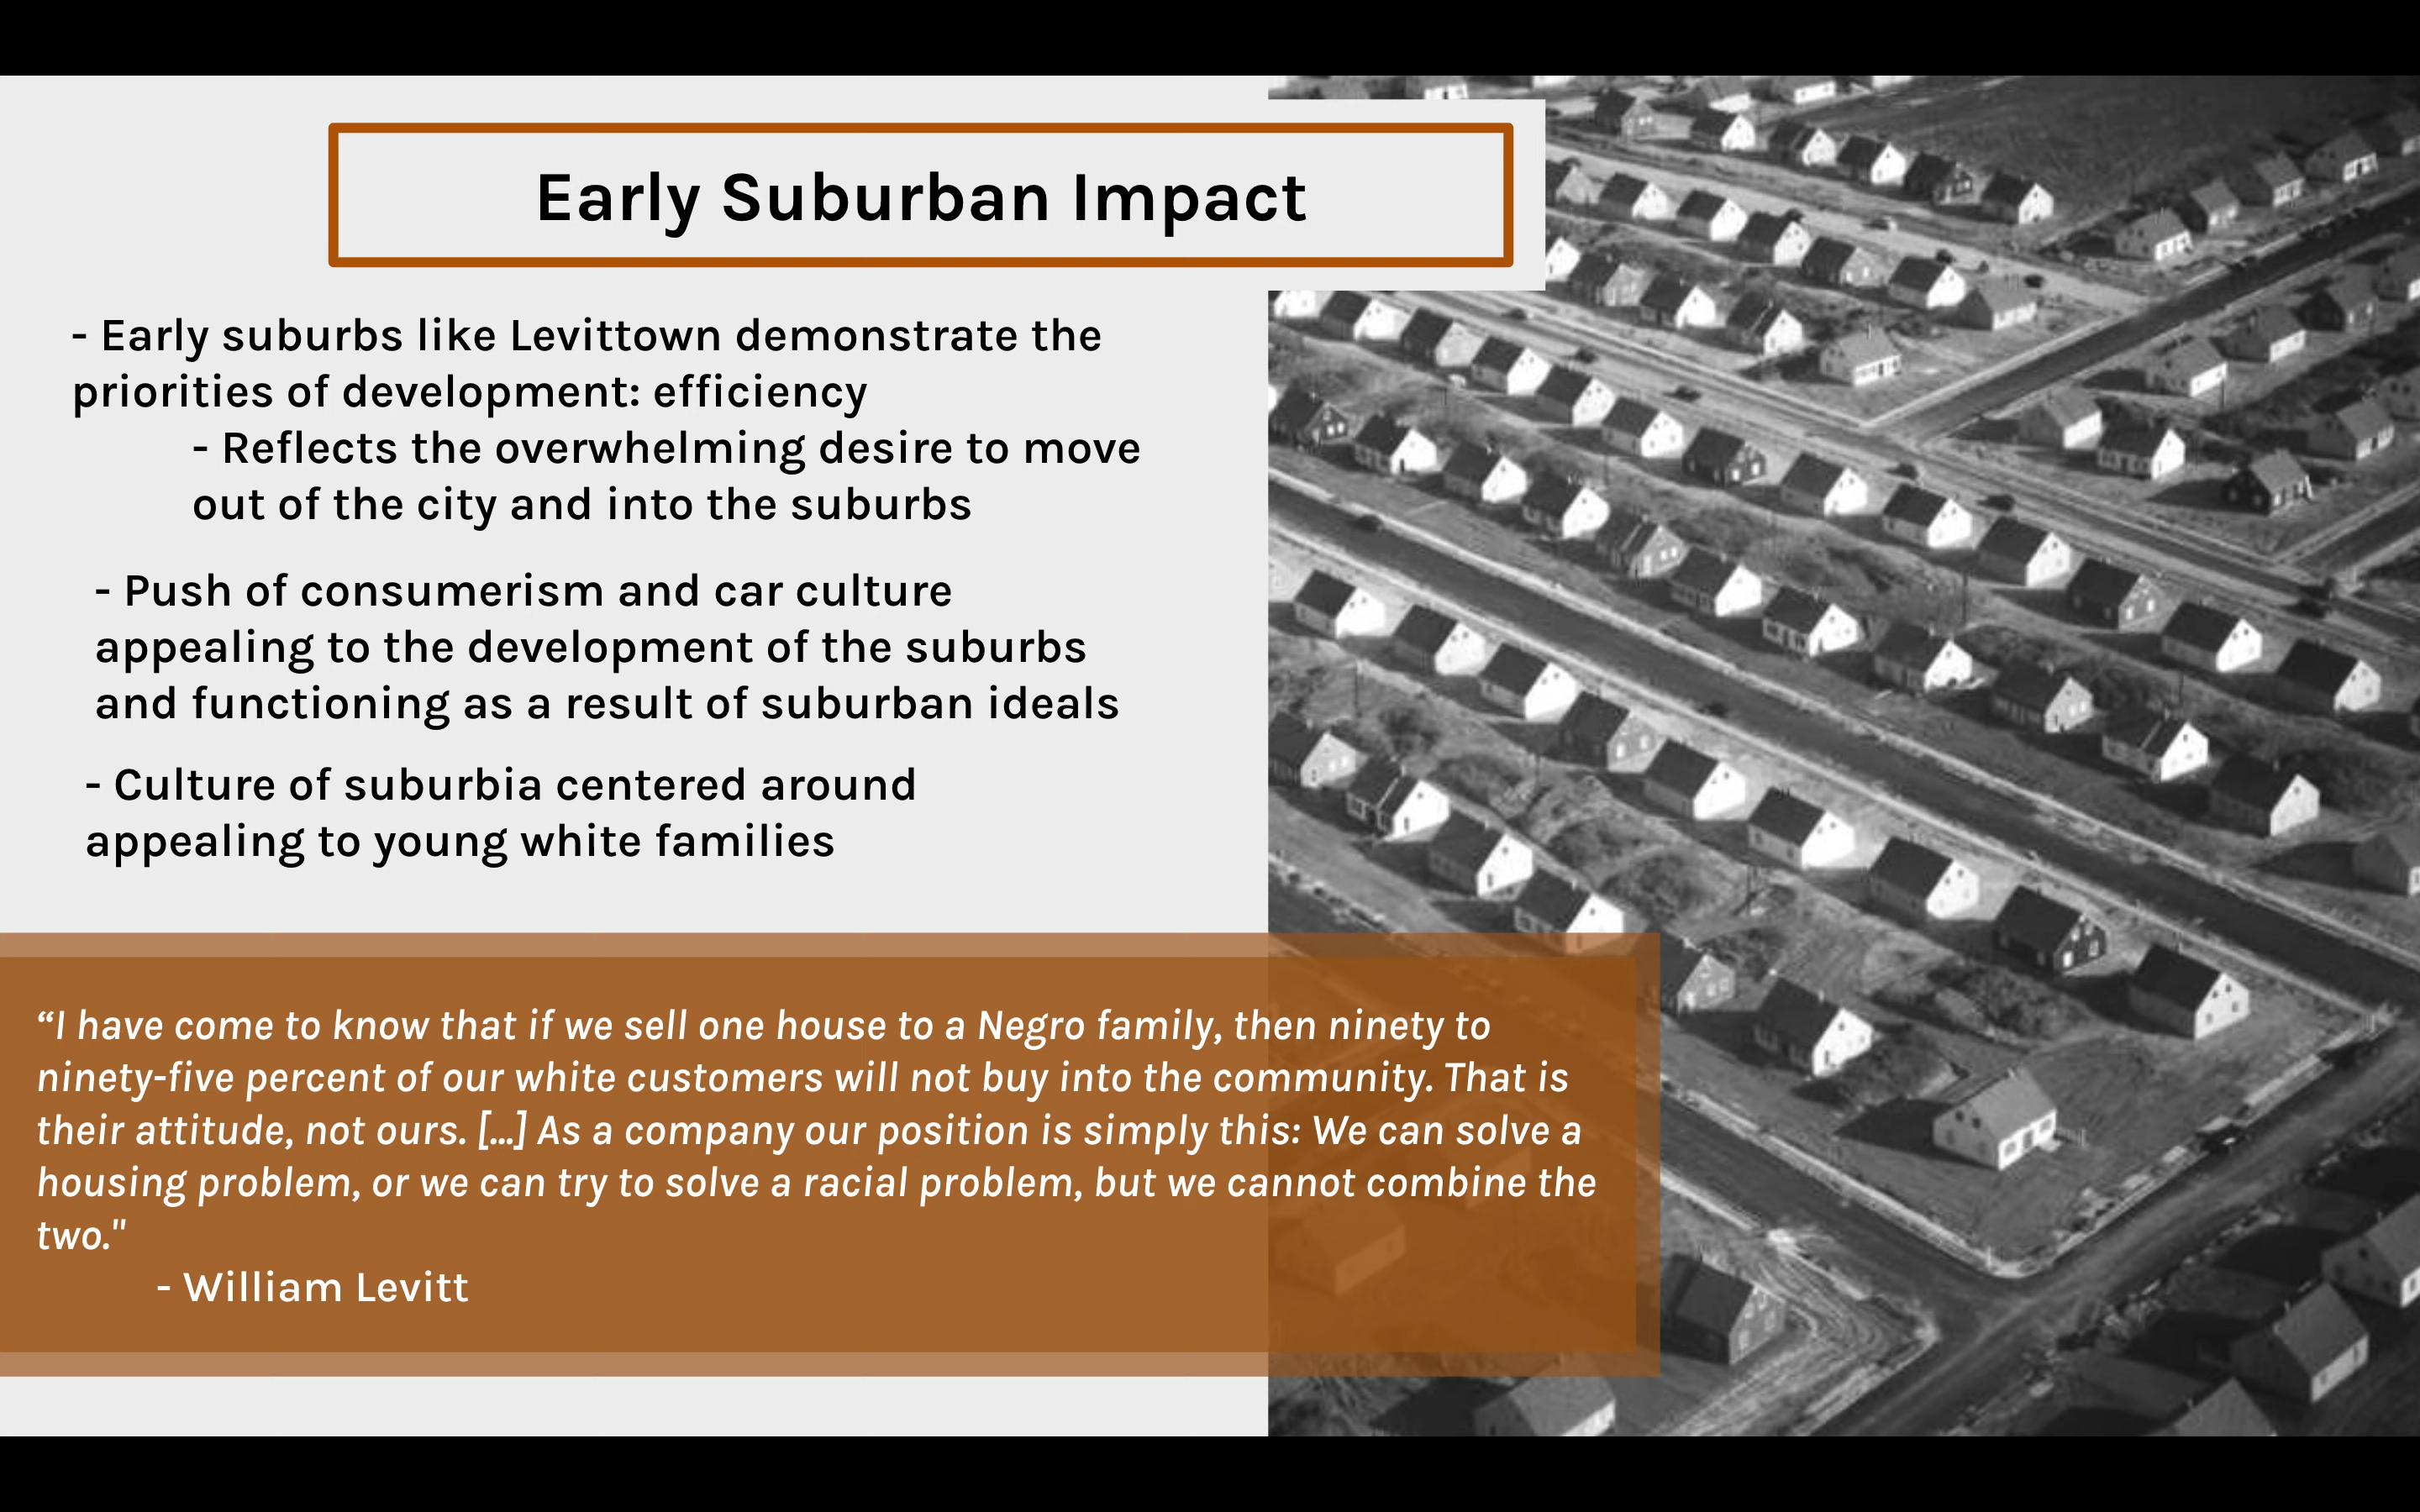 Early Suburban Impact
- Early suburbs like Levittown demonstrate the
priorities of development: efficiency
- Reflects the overwhelming desire to move
out of the city and into the suburbs
- Push of consumerism and car culture
appealing to the development of the suburbs
and functioning as a result of suburban ideals
- Culture of suburbia centered around
appealing to young white families
“I have come to know that if we sell one house to a Negro family, then ninety to
ninety-five percent of our white customers will not buy into the community. That is
their attitude, not ours. [...] As a company our position is simply this: We can solve a
housing problem, or we can try to solve a racial problem, but we cannot combine the
two."
- William Levitt